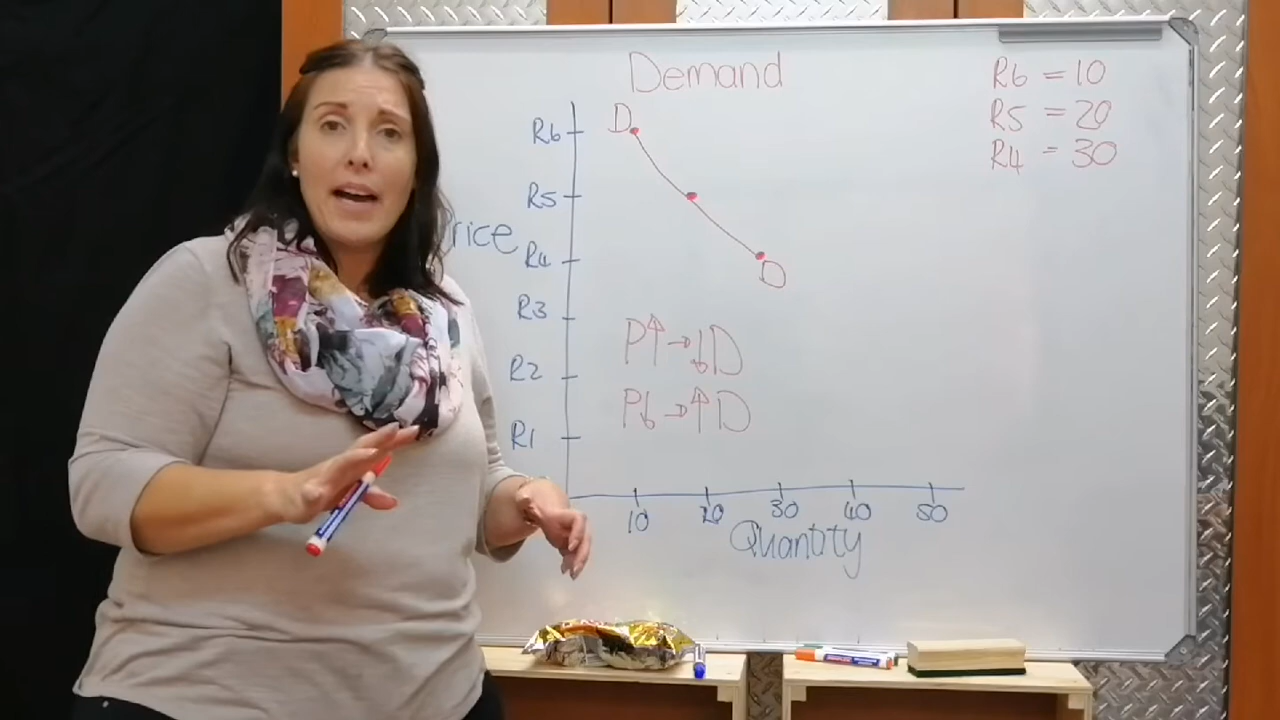 Demand
R6 = 10
R5 = 20
R4 = 30
D
R6
R5
Price
R4
D
R3
P↑→↓D
R2
P↓→↑D
R1
10 20 30 40 50
Quantity